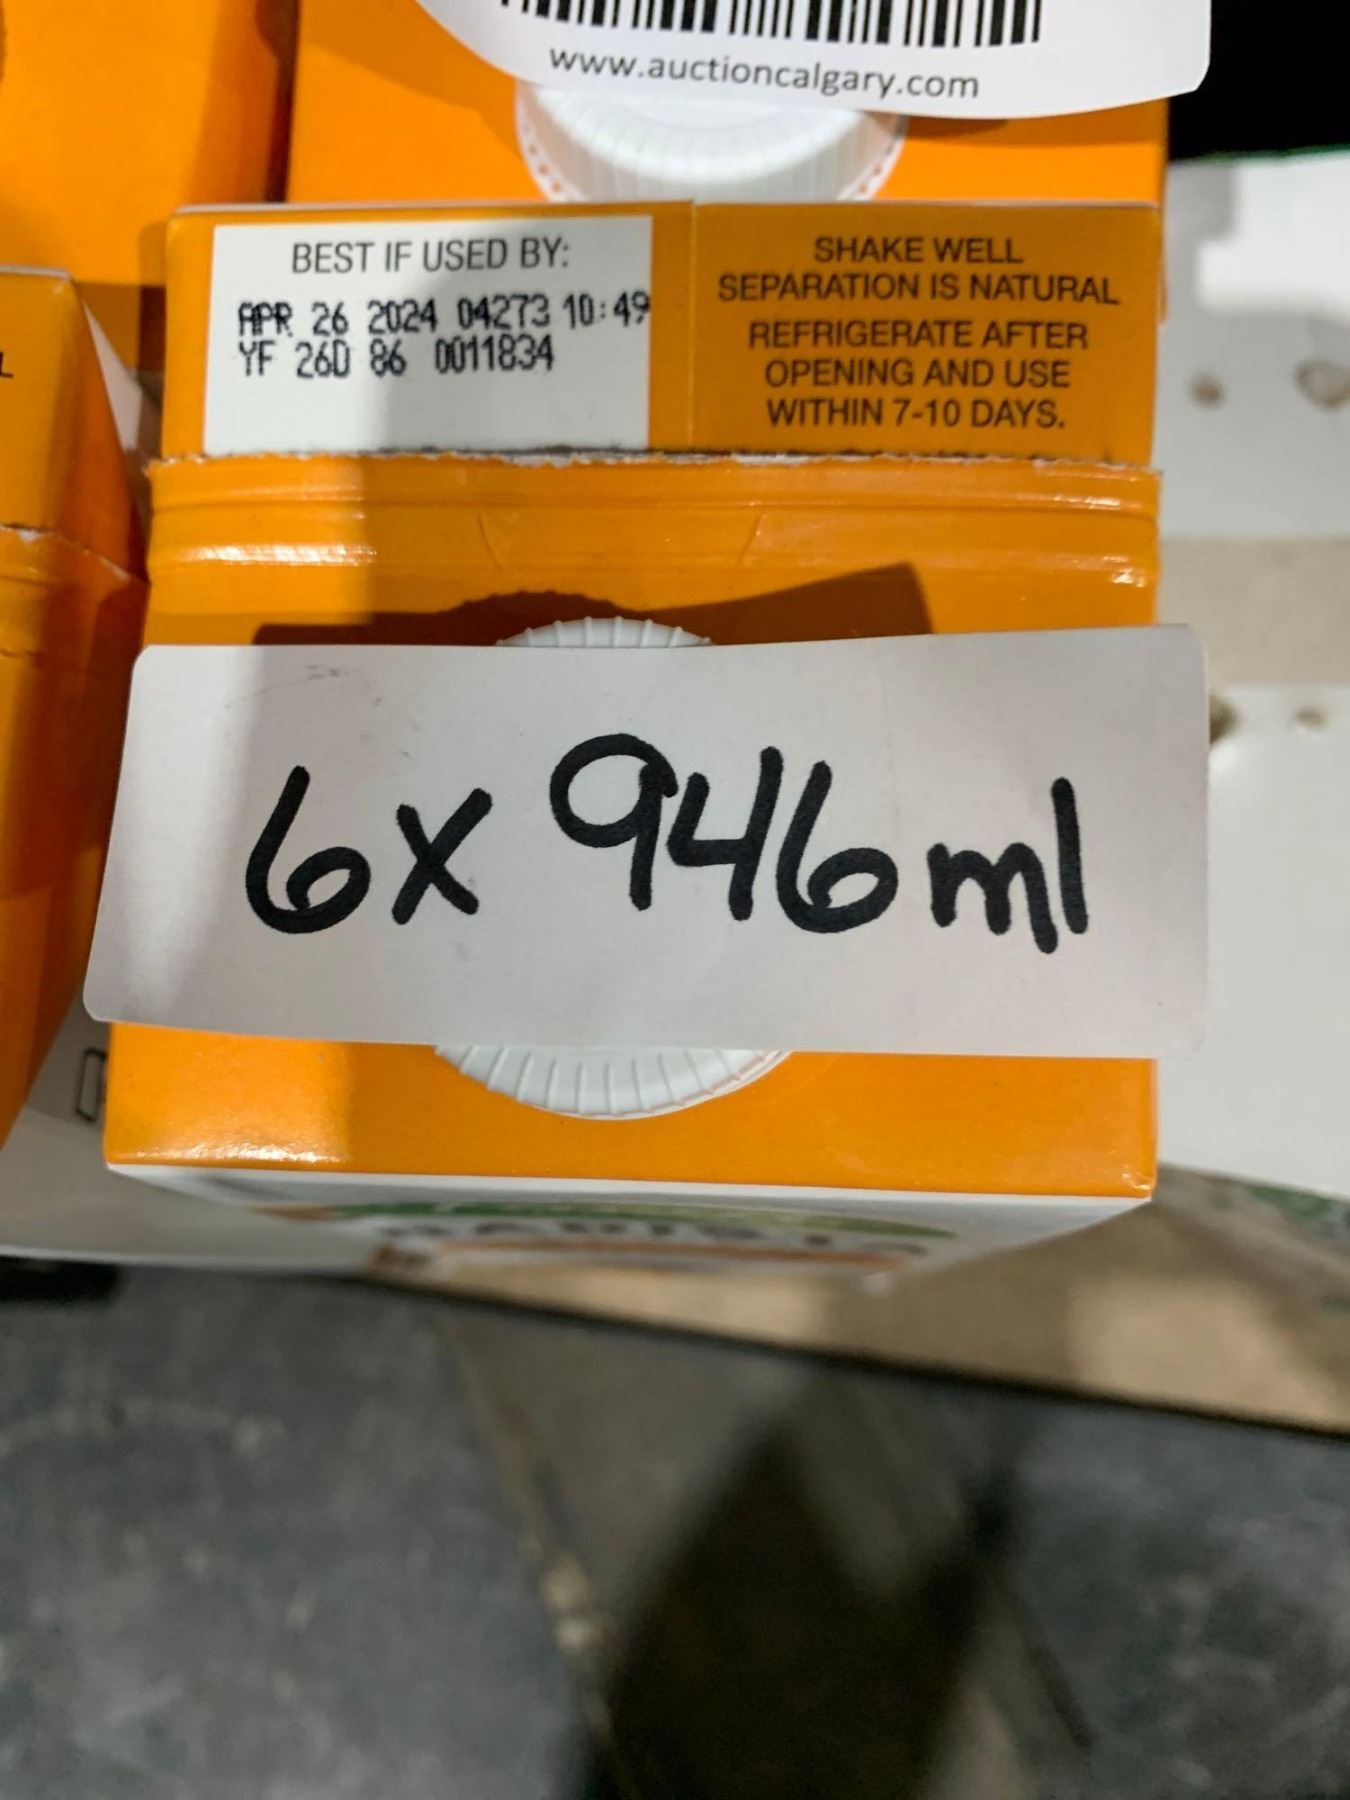 www.auctioncalgary.com
BEST IF USED BY:
APR 26 2024 04273 10:49
YF 26D 86 0011834
SHAKE WELL
SEPARATION IS NATURAL
REFRIGERATE AFTER
OPENING AND USE
WITHIN 7-10 DAYS.
L
6x 946ml
BARISTA